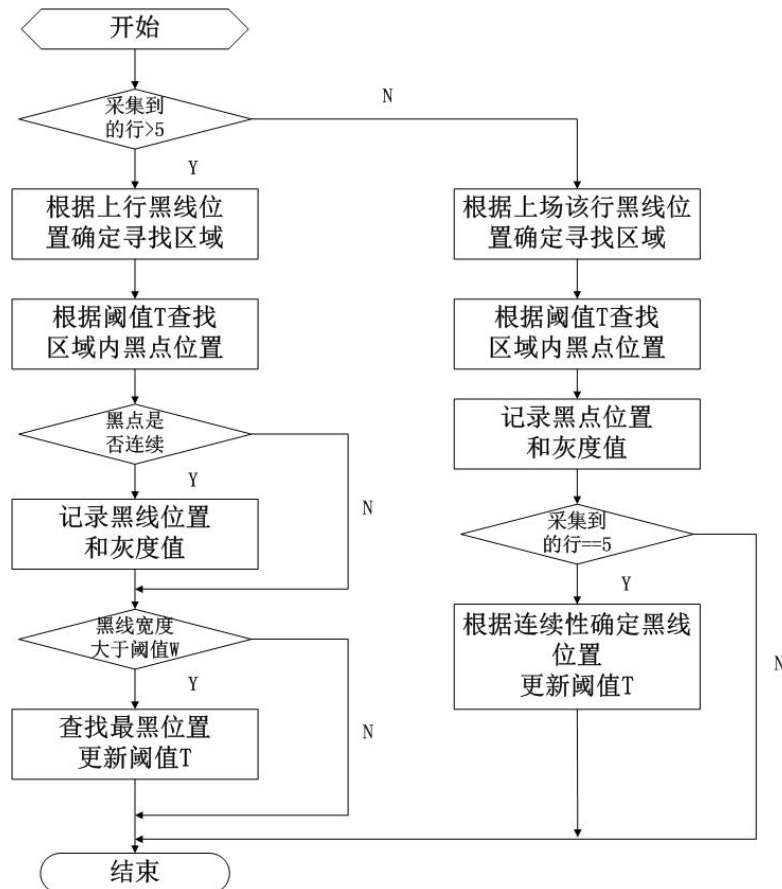 开始
采集到
的行>5
N
Y
根据上行黑线位
置确定寻找区域
根据阈值T查找
区域内黑点位置
黑点是
否连续
Y
N
记录黑线位置
和灰度值
黑线宽度
大于阈值W
Y
N
查找最黑位置
更新阈值T
根据上场该行黑线位
置确定寻找区域
根据阈值T查找
区域内黑点位置
记录黑点位置
和灰度值
采集到
的行==5
Y
N
根据连续性确定黑线
位置
更新阈值T
结束